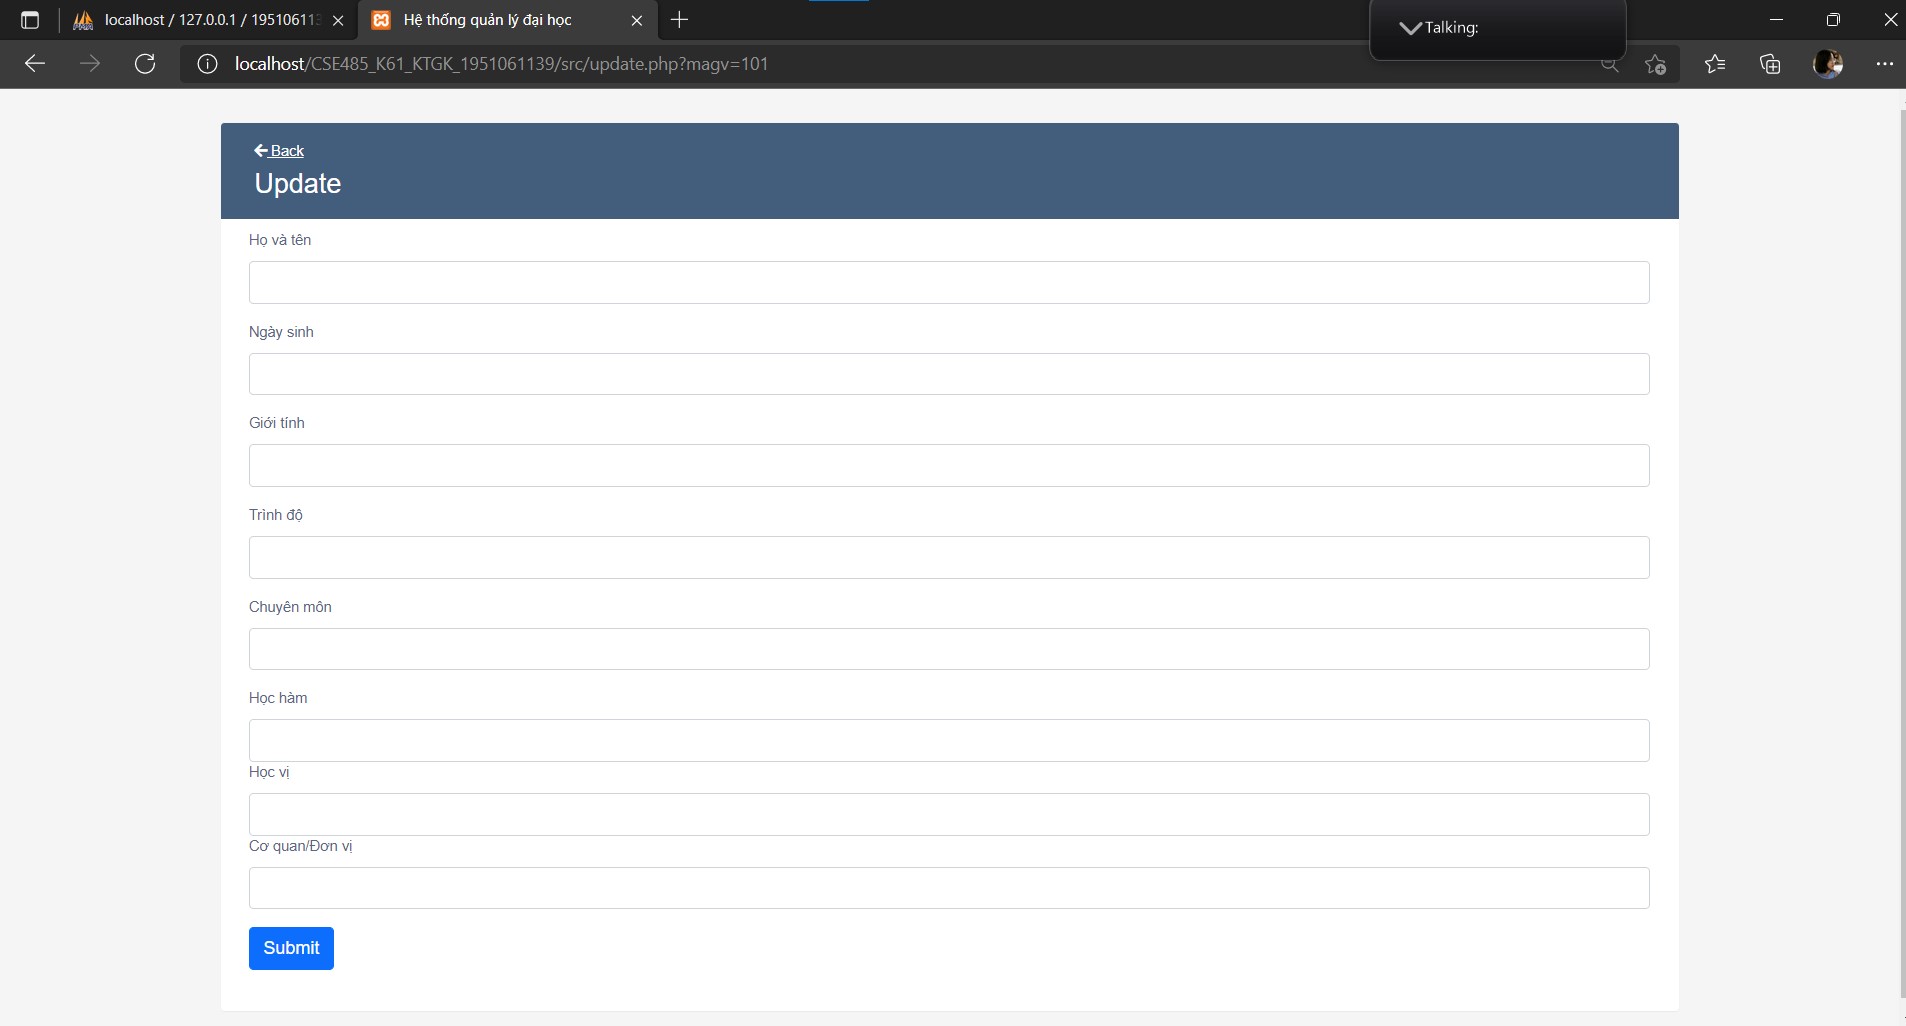 localhost / 127.0.0.1 / 195106113
Hệ thống quản lý đại học
Talking:
localhost/CSE485_K61_KTGK_1951061139/src/update.php?magv=101
Back
Update
Họ và tên
Ngày sinh
Giới tính
Trình độ
Chuyên môn
Học hàm
Học vị
Cơ quan/Đơn vị
Submit